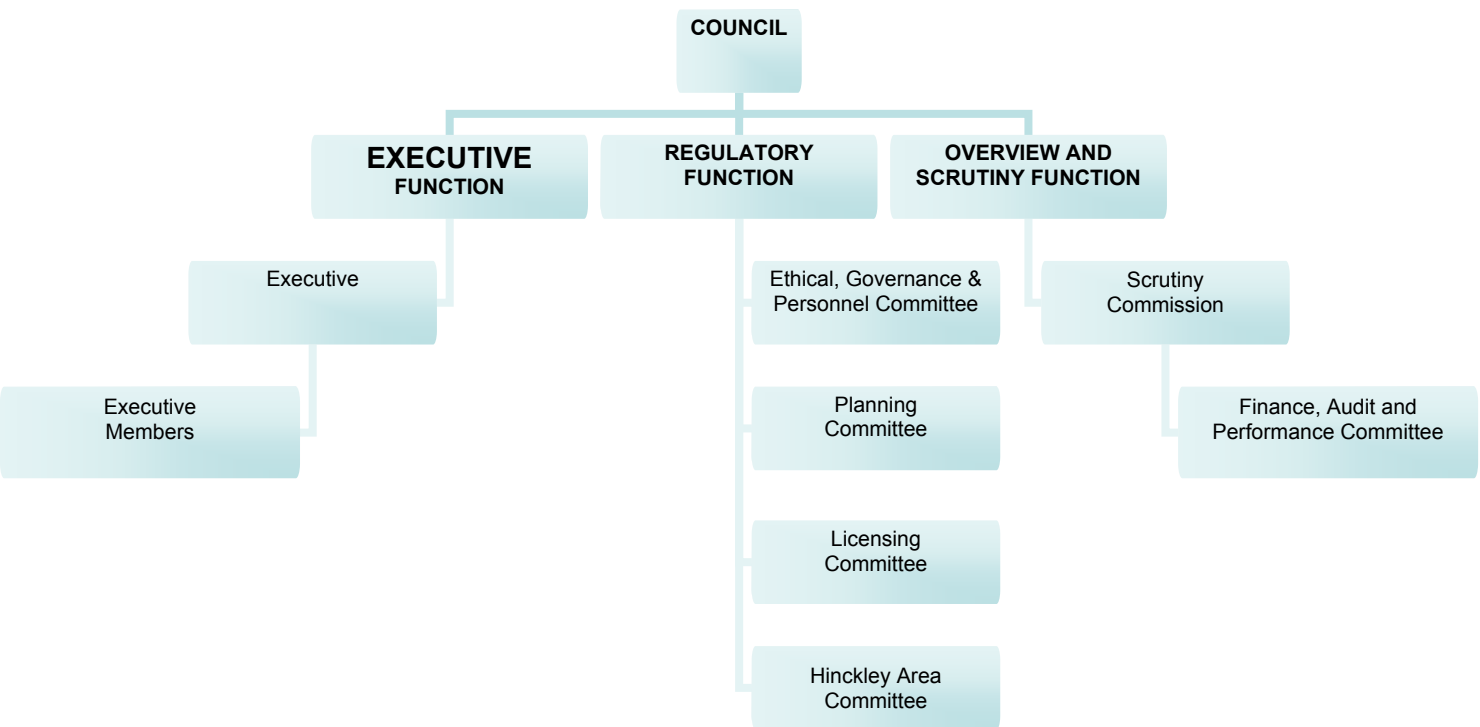 COUNCIL
EXECUTIVE
FUNCTION
REGULATORY
FUNCTION
OVERVIEW AND
SCRUTINY FUNCTION
Executive
Ethical, Governance &
Personnel Committee
Scrutiny
Commission
Executive
Members
Planning
Committee
Finance, Audit and
Performance Committee
Licensing
Committee
Hinckley Area
Committee